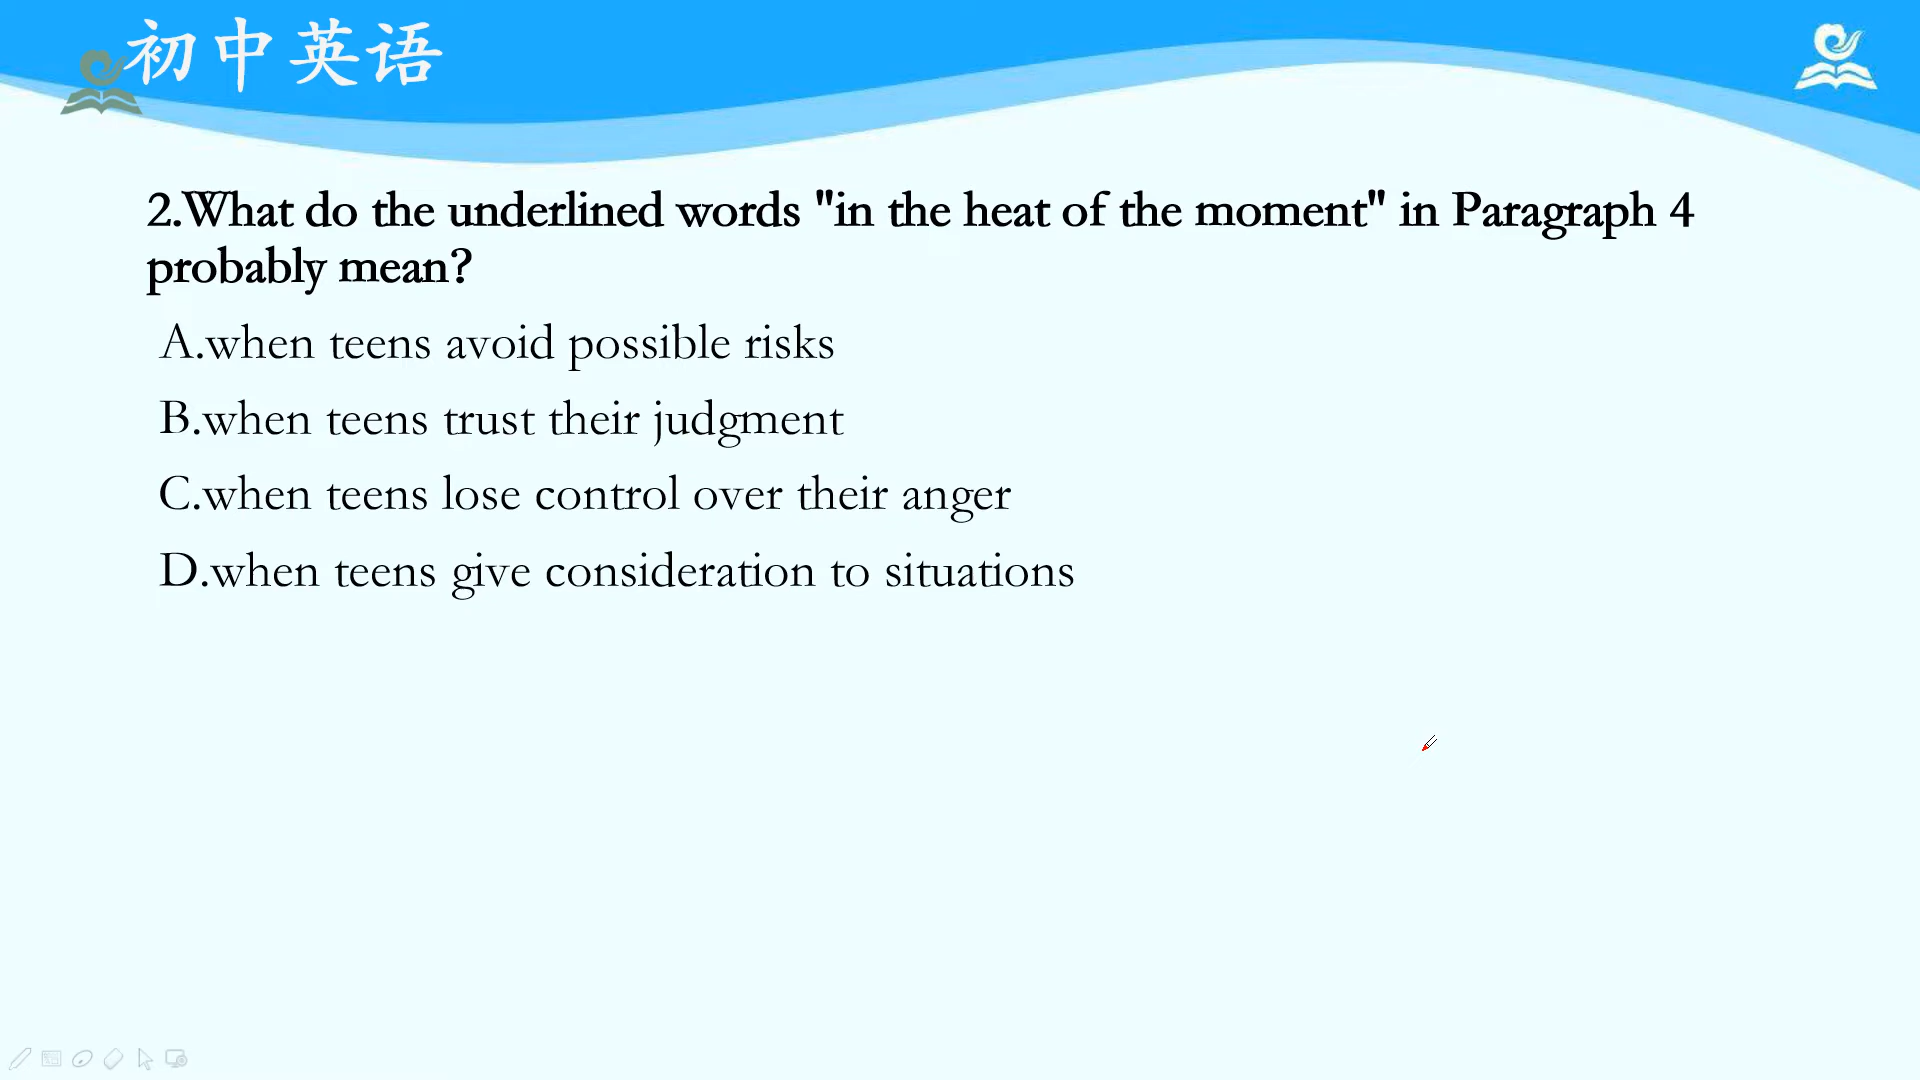 初中英语
2.What do the underlined words "in the heat of the moment" in Paragraph 4
probably mean?
A.when teens avoid possible risks
B.when teens trust their judgment
C.when teens lose control over their anger
D.when teens give consideration to situations